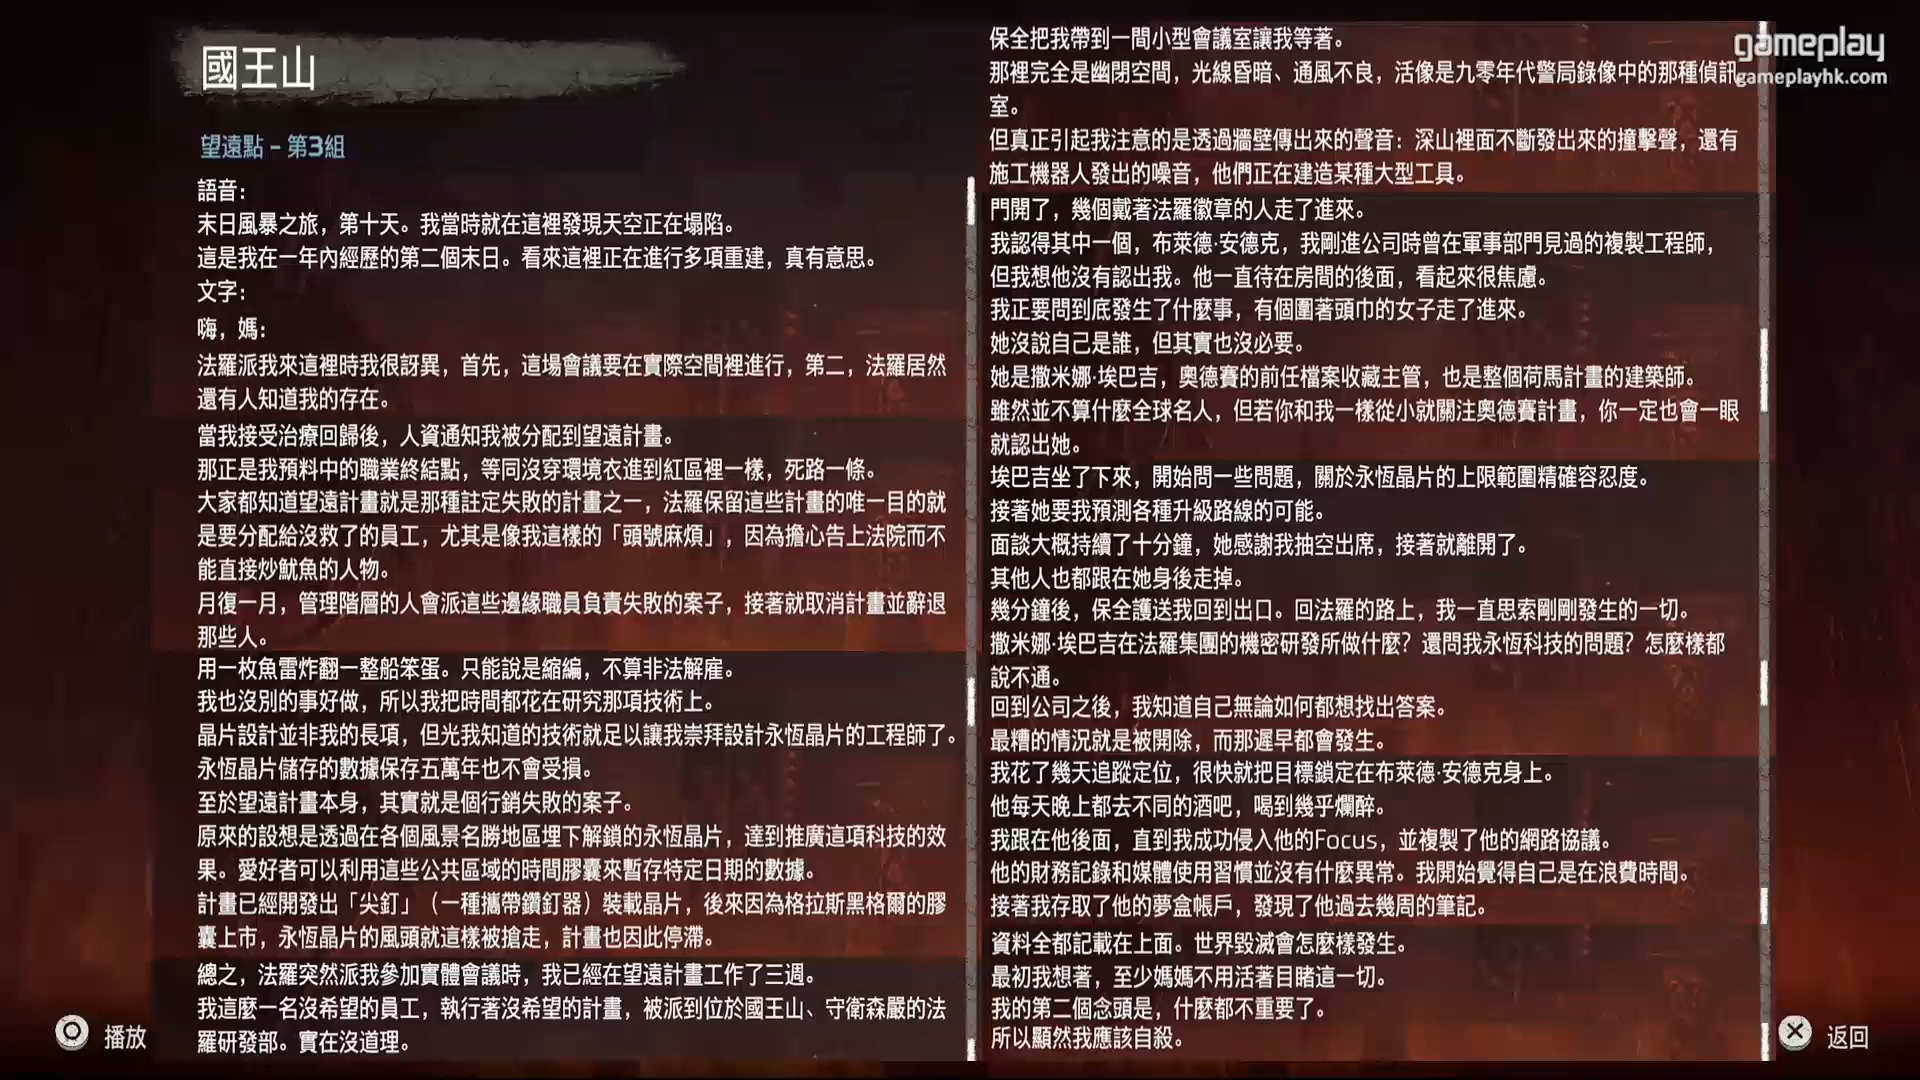 國王山
望遠點 – 第3組
語音：
末日風暴之旅，第十天。我當時就在這裡發現天空正在塌陷。
這是我在一年內經歷的第二個末日。看來這裡正在進行多項重建，真有意思。
文字：
嗨，媽：
法羅派我來這裡時我很訝異，首先，這場會議要在實際空間裡進行，第二，法羅居然
還有人知道我的存在。
當我接受治療回歸後，人資通知我被分配到望遠計畫。
那正是我預料中的職業終結點，等同沒穿環境衣進到紅區裡一樣，死路一條。
大家都知道望遠計畫就是那種註定失敗的計畫之一，法羅保留這些計畫的唯一目的就
是要分配給沒救了的員工，尤其是像我這樣的「頭號麻煩」，因為擔心告上法院而不
能直接炒魷魚的人物。
月復一月，管理階層的人會派這些邊緣職員負責失敗的案子，接著就取消計畫並辭退
那些人。
用一枚魚雷炸翻一整船笨蛋。只能說是縮編，不算非法解雇。
我也沒別的事好做，所以我把時間都花在研究那項技術上。
晶片設計並非我的長項，但光我知道的技術就足以讓我崇拜設計永恆晶片的工程師了。
永恆晶片儲存的數據保存五萬年也不會受損。
至於望遠計畫本身，其實就是個行銷失敗的案子。
原來的設想是透過在各個風景名勝地區埋下解鎖的永恆晶片，達到推廣這項科技的效
果。愛好者可以利用這些公共區域的時間膠囊來暫存特定日期的數據。
計畫已經開發出「尖釘」（一種攜帶鑽釘器）裝載晶片，後來因為格拉斯黑格爾的膠
囊上市，永恆晶片的風頭就這樣被搶走，計畫也因此停滯。
總之，法羅突然派我參加實體會議時，我已經在望遠計畫工作了三週。
我這麼一名沒希望的員工，執行著沒希望的計畫，被派到位於國王山、守衛森嚴的法
羅研發部。實在沒道理。
保全把我帶到一間小型會議室讓我等著。
那裡完全是幽閉空間，光線昏暗、通風不良，活像是九零年代警局錄像中的那種偵訊
室。
但真正引起我注意的是透過牆壁傳出來的聲音：深山裡面不斷發出來的撞擊聲，還有
施工機器人發出的噪音，他們正在建造某種大型工具。
門開了，幾個戴著法羅徽章的人走了進來。
我認得其中一個，布萊德·安德克，我剛進公司時曾在軍事部門見過的複製工程師，
但我想他沒有認出我。他一直待在房間的後面，看起來很焦慮。
我正要問到底發生了什麼事，有個圍著頭巾的女子走了進來。
她沒說自己是誰，但其實也沒必要。
她是撒米娜·埃巴吉，奧德賽的前任檔案收藏主管，也是整個荷馬計畫的建築師。
雖然並不算什麼全球名人，但若你和我一樣從小就關注奧德賽計畫，你一定也會一眼
就認出她。
埃巴吉坐了下來，開始問一些問題，關於永恆晶片的上限範圍精確容忍度。
接著她要我預測各種升級路線的可能。
面談大概持續了十分鐘，她感謝我抽空出席，接著就離開了。
其他人也都跟在她身後走掉。
幾分鐘後，保全護送我回到出口。回法羅的路上，我一直思索剛剛發生的一切。
撒米娜·埃巴吉在法羅集團的機密研發所做什麼？還問我永恆科技的問題？怎麼樣都
說不通。
回到公司之後，我知道自己無論如何都想找出答案。
最糟的情況就是被開除，而那遲早都會發生。
我花了幾天追蹤定位，很快就把目標鎖定在布萊德·安德克身上。
他每天晚上都去不同的酒吧，喝到幾乎爛醉。
我跟在他後面，直到我成功侵入他的Focus，並複製了他的網路協議。
他的財務記錄和媒體使用習慣並沒有什麼異常。我開始覺得自己是在浪費時間。
接著我存取了他的夢盒帳戶，發現了他過去幾周的筆記。
資料全都記載在上面。世界毀滅會怎麼樣發生。
最初我想著，至少媽媽不用活著目睹這一切。
我的第二個念頭是，什麼都不重要了。
所以顯然我應該自殺。
播放
返回
gameplay
gameplayhk.com